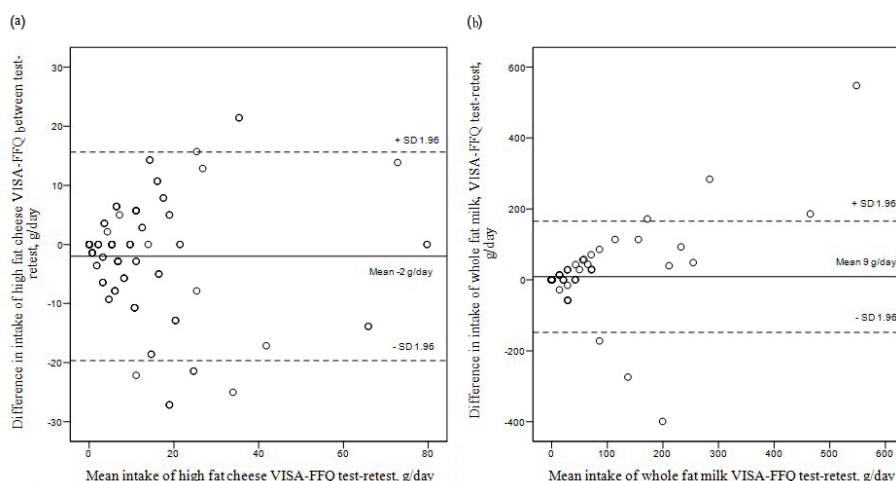 (a)
Difference in intake of high fat cheese VISA-FFQ between test-
retest, g/day
30
20
10
0
-10
-20
-30
+ SD 1.96
Mean -2 g/day
- SD 1.96
0
20
40
60
80
Mean intake of high fat cheese VISA-FFQ test-retest, g/day
(b)
Difference in intake of whole fat milk, VISA-FFQ test-retest,
g/day
600
400
200
0
-200
-400
+ SD 1.96
Mean 9 g/day
- SD 1.96
0
100
200
300
400
500
600
Mean intake of whole fat milk VISA-FFQ test-retest, g/day